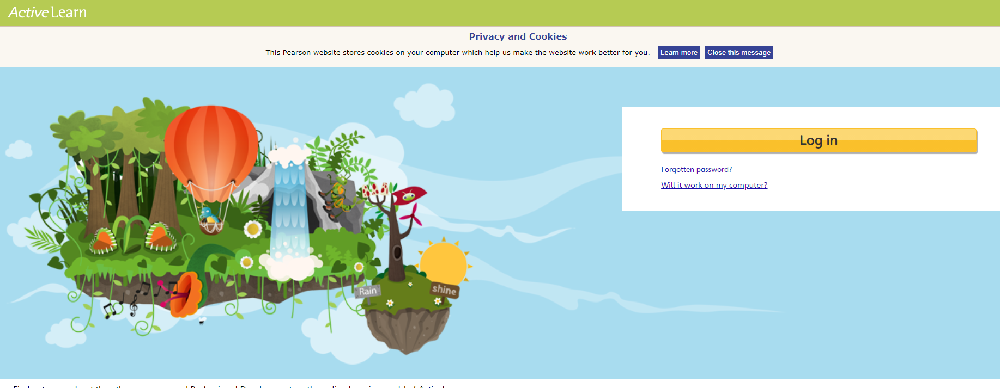 ActiveLearn
Privacy and Cookies
This Pearson website stores cookies on your computer which help us make the website work better for you. Learn more Close this message
Log in
Forgotten password?
Will it work on my computer?
Rain
shine